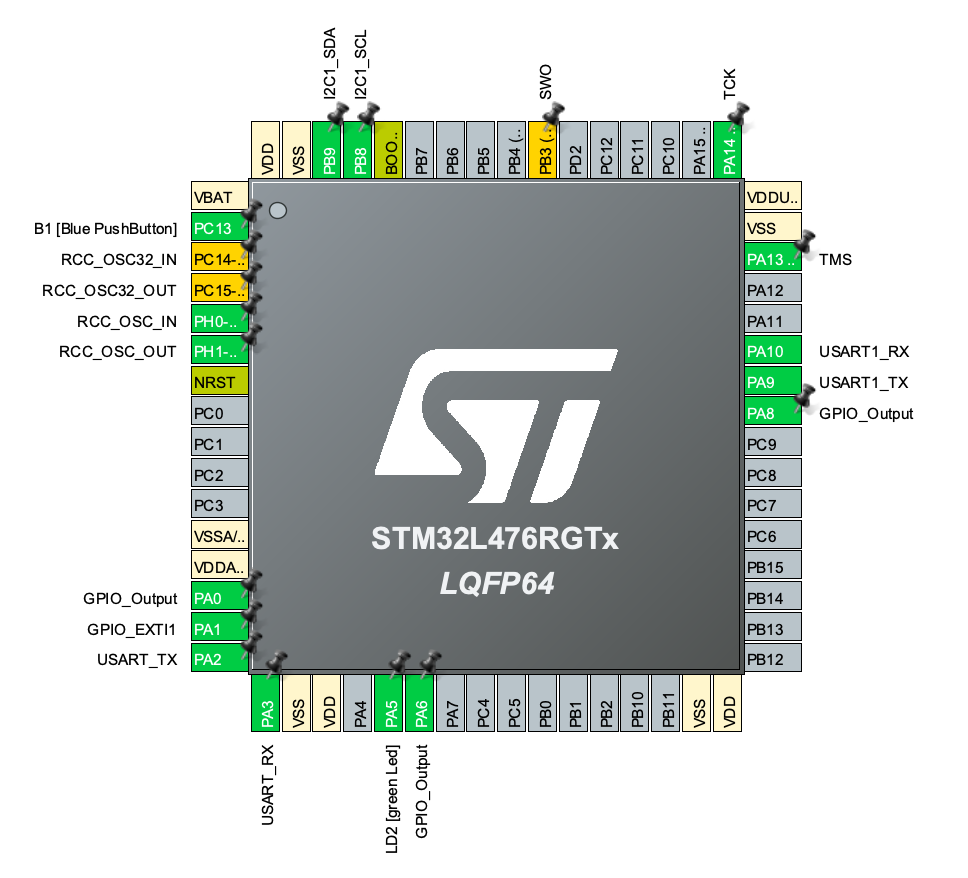 I2C1_SDA
I2C1_SCL
SWO
TCK
VDD
VSS
PB9
PB8
BOO..
PB7
PB6
PB5
PB4 (..
PB3 (..
PD2
PC12
PC11
PC10
PA15..
PA14 ..
VBAT
B1 [Blue PushButton] PC13
RCC_OSC32_IN PC14-..
RCC_OSC32_OUT PC15-..
RCC_OSC_IN PH0-..
RCC_OSC_OUT PH1-..
NRST
PC0
PC1
PC2
PC3
VSSA/..
VDDA..
GPIO_Output PA0
GPIO_EXTI1 PA1
USART_TX PA2
STM32L476RGTx
LQFP64
VDDU..
VSS
PA13 .. TMS
PA12
PA11
PA10 USART1_RX
PA9 USART1_TX
PA8 GPIO_Output
PC9
PC8
PC7
PC6
PB15
PB14
PB13
PB12
PA3
VSS
VDD
PA4
PA5
PA6
PA7
PC4
PC5
PB0
PB1
PB2
PB10
PB11
VSS
VDD
USART_RX
LD2 [green Led]
GPIO_Output